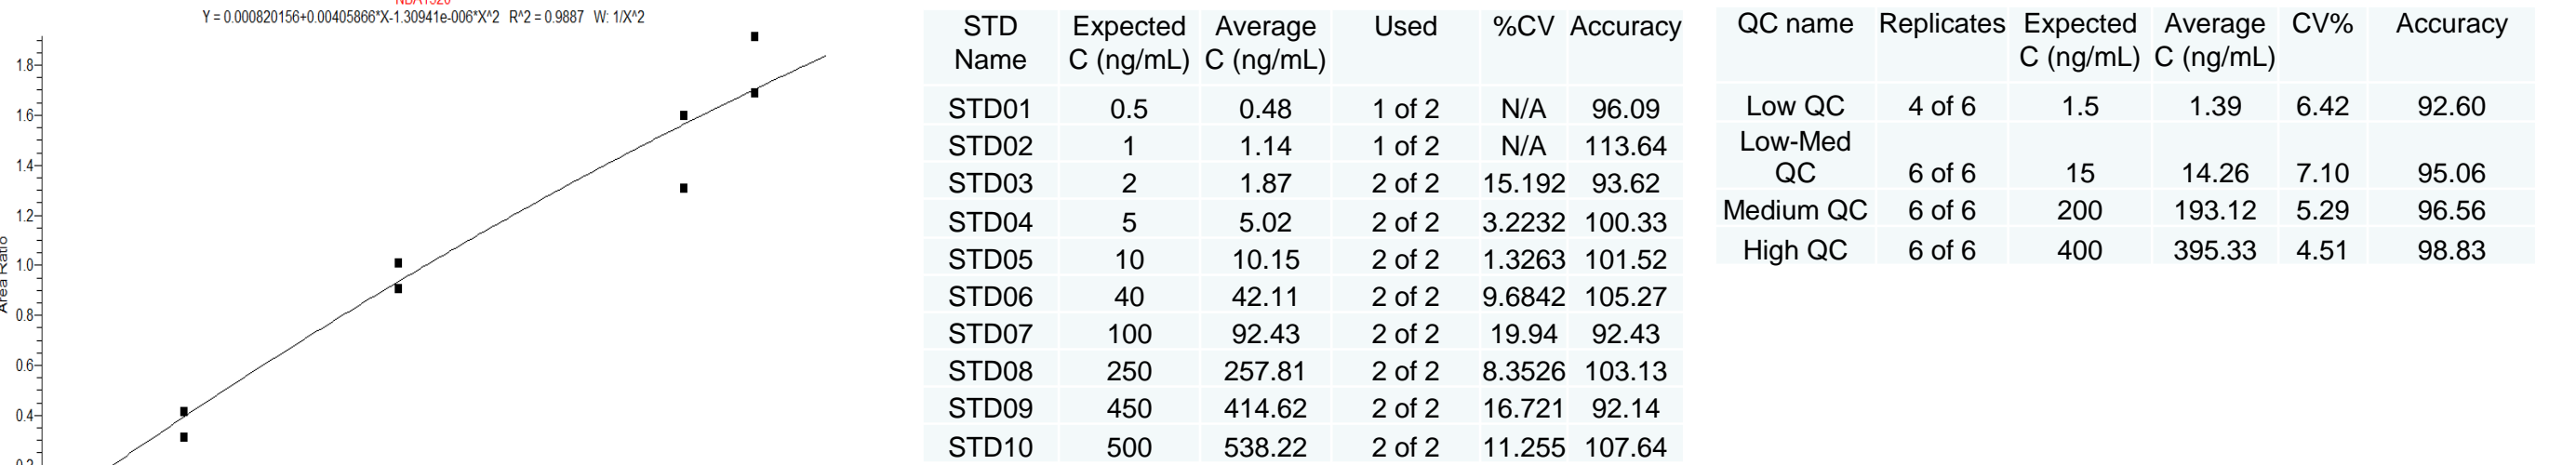 Y = 0.000820156+0.00405866*X-1.30941e-006*X^2 R^2 = 0.9887 W: 1/X^2
1.8
1.6
1.4
1.2
1.0
0.8
0.6
0.4
Area Ratio
STD Name Expected C (ng/mL) Average C (ng/mL) Used %CV Accuracy
STD01 0.5 0.48 1 of 2 N/A 96.09
STD02 1 1.14 1 of 2 N/A 113.64
STD03 2 1.87 2 of 2 15.192 93.62
STD04 5 5.02 2 of 2 3.2232 100.33
STD05 10 10.15 2 of 2 1.3263 101.52
STD06 40 42.11 2 of 2 9.6842 105.27
STD07 100 92.43 2 of 2 19.94 92.43
STD08 250 257.81 2 of 2 8.3526 103.13
STD09 450 414.62 2 of 2 16.721 92.14
STD10 500 538.22 2 of 2 11.255 107.64
QC name Replicates Expected C (ng/mL) Average C (ng/mL) CV% Accuracy
Low QC 4 of 6 1.5 1.39 6.42 92.60
Low-Med QC 6 of 6 15 14.26 7.10 95.06
Medium QC 6 of 6 200 193.12 5.29 96.56
High QC 6 of 6 400 395.33 4.51 98.83